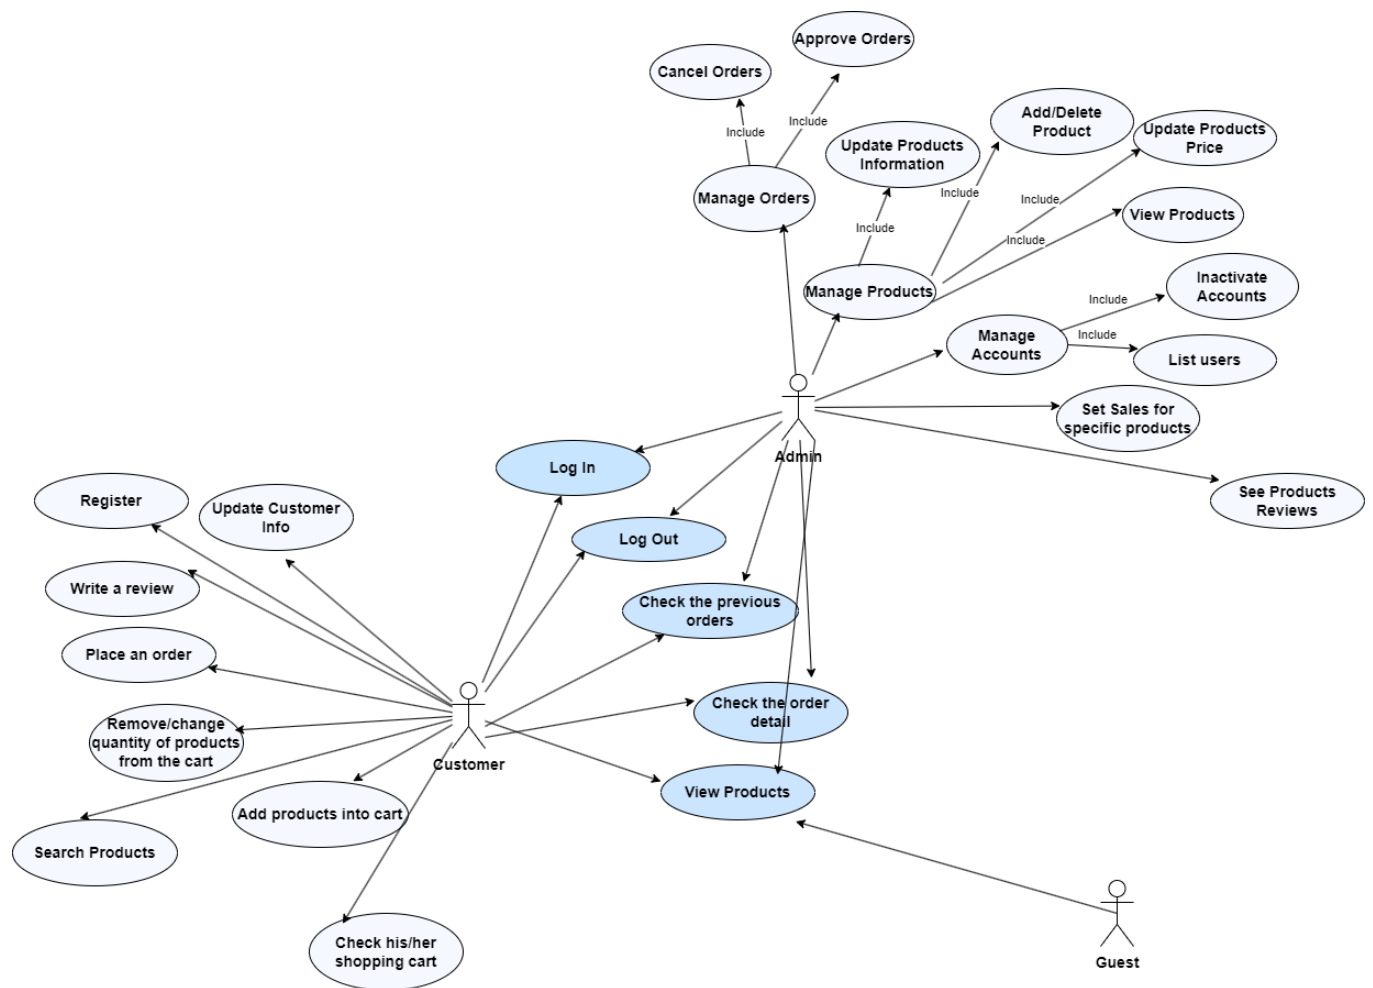 Approve Orders
Cancel Orders
Include
Include
Add/Delete
Product
Update Products
Price
Update Products
Information
Manage Orders
Include
Include
View Products
Include
Include
Manage Products
Inactivate
Accounts
Include
Manage
Accounts
Include
List users
Set Sales for
specific products
Admin
Log In
See Products
Reviews
Register
Update Customer
Info
Log Out
Write a review
Check the previous
orders
Place an order
Check the order
detail
Remove/change
quantity of products
from the cart
Customer
View Products
Add products into cart
Search Products
Check his/her
shopping cart
Guest